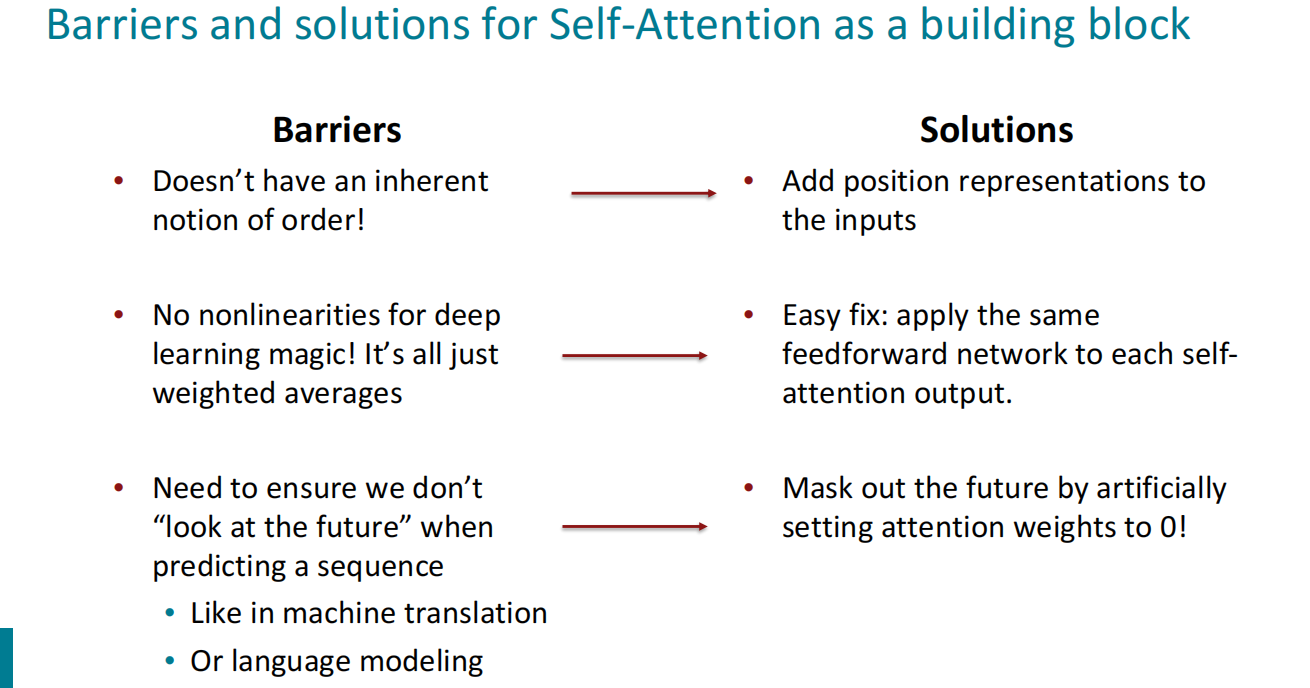 Barriers and solutions for Self-Attention as a building block
Barriers
• Doesn’t have an inherent
notion of order!
• No nonlinearities for deep
learning magic! It’s all just
weighted averages
• Need to ensure we don’t
“look at the future” when
predicting a sequence
• Like in machine translation
• Or language modeling
Solutions
• Add position representations to
the inputs
• Easy fix: apply the same
feedforward network to each self-
attention output.
• Mask out the future by artificially
setting attention weights to 0!